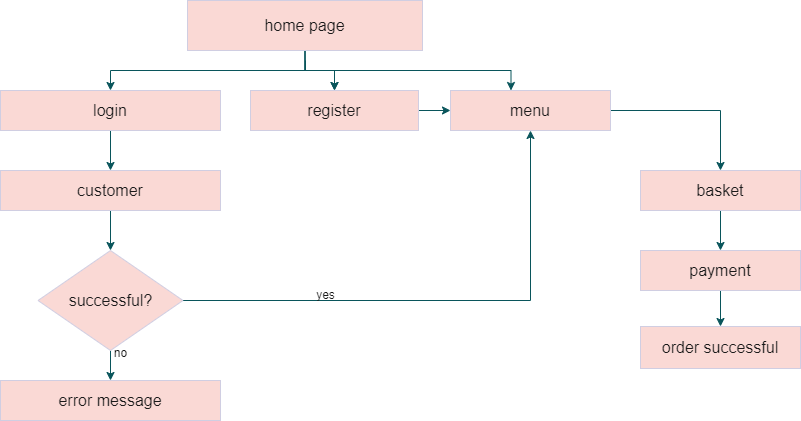 home page
login
register
menu
customer
basket
payment
successful?
yes
order successful
no
error message